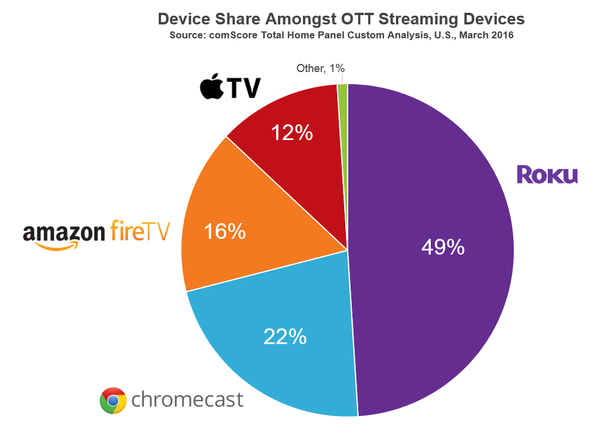 Device Share Amongst OTT Streaming Devices
Source: comScore Total Home Panel Custom Analysis, U.S., March 2016
Other, 1%
TV
12%
ROKU
amazon fireTV
16%
49%
22%
chromecast